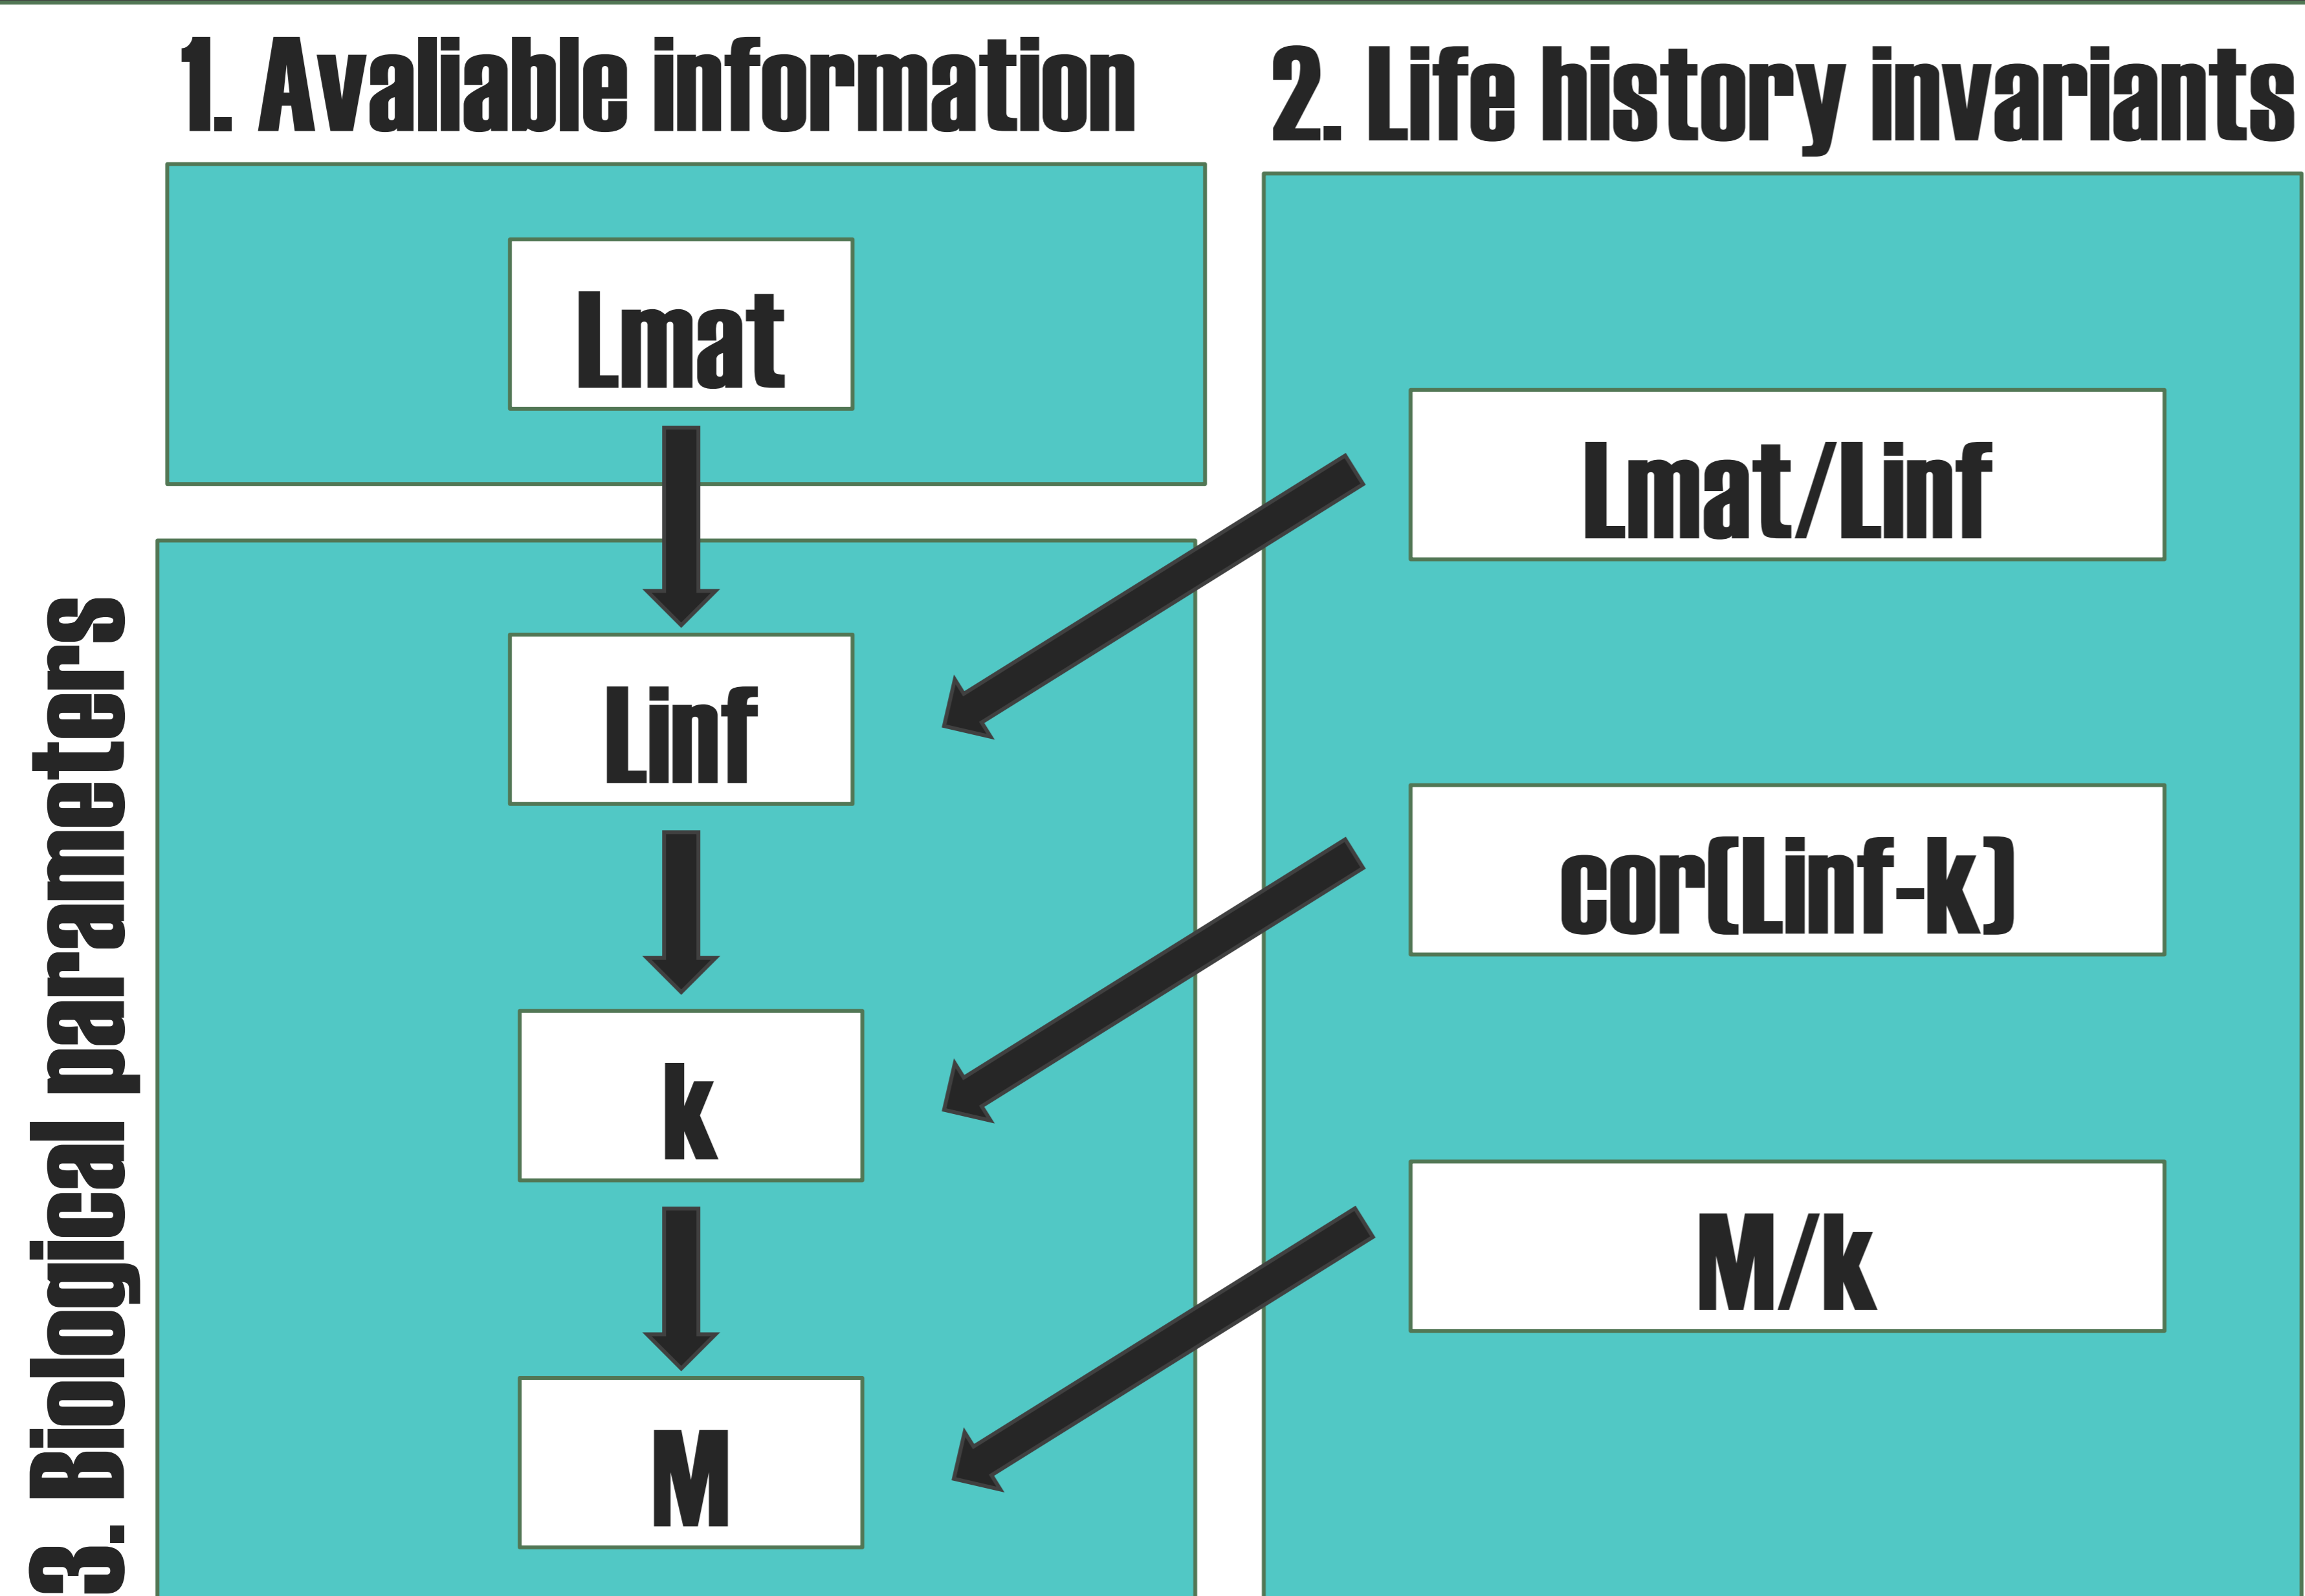 1. Avaliable information
2. Life history invariants
Lmat
Lmat/Linf
Linf
cor(Linf-k)
k
M/k
M
3. Biological parameters